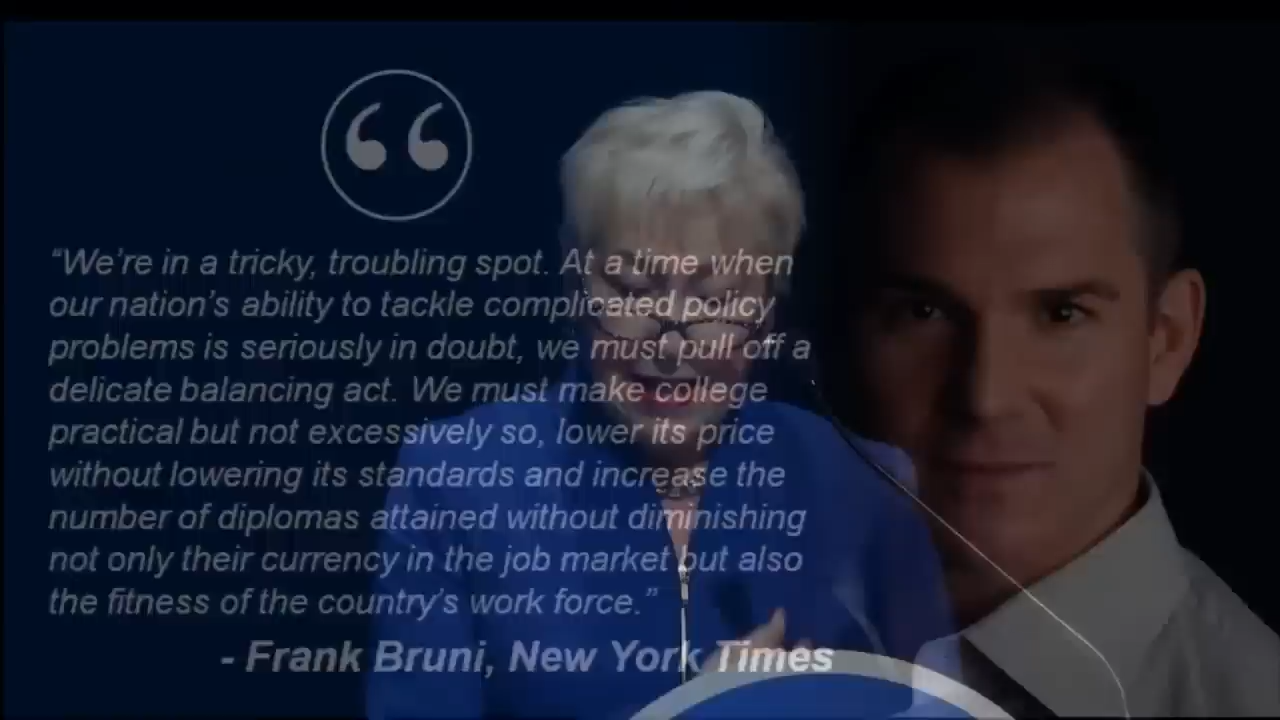 “We’re in a tricky, troubling spot. At a time when
our nation’s ability to tackle complicated policy
problems is seriously in doubt, we must pull off a
delicate balancing act. We must make college
practical but not excessively so, lower its price
without lowering its standards and increase the
number of diplomas attained without diminishing
not only their currency in the job market but also
the fitness of the country’s work force.”
- Frank Bruni, New York Times